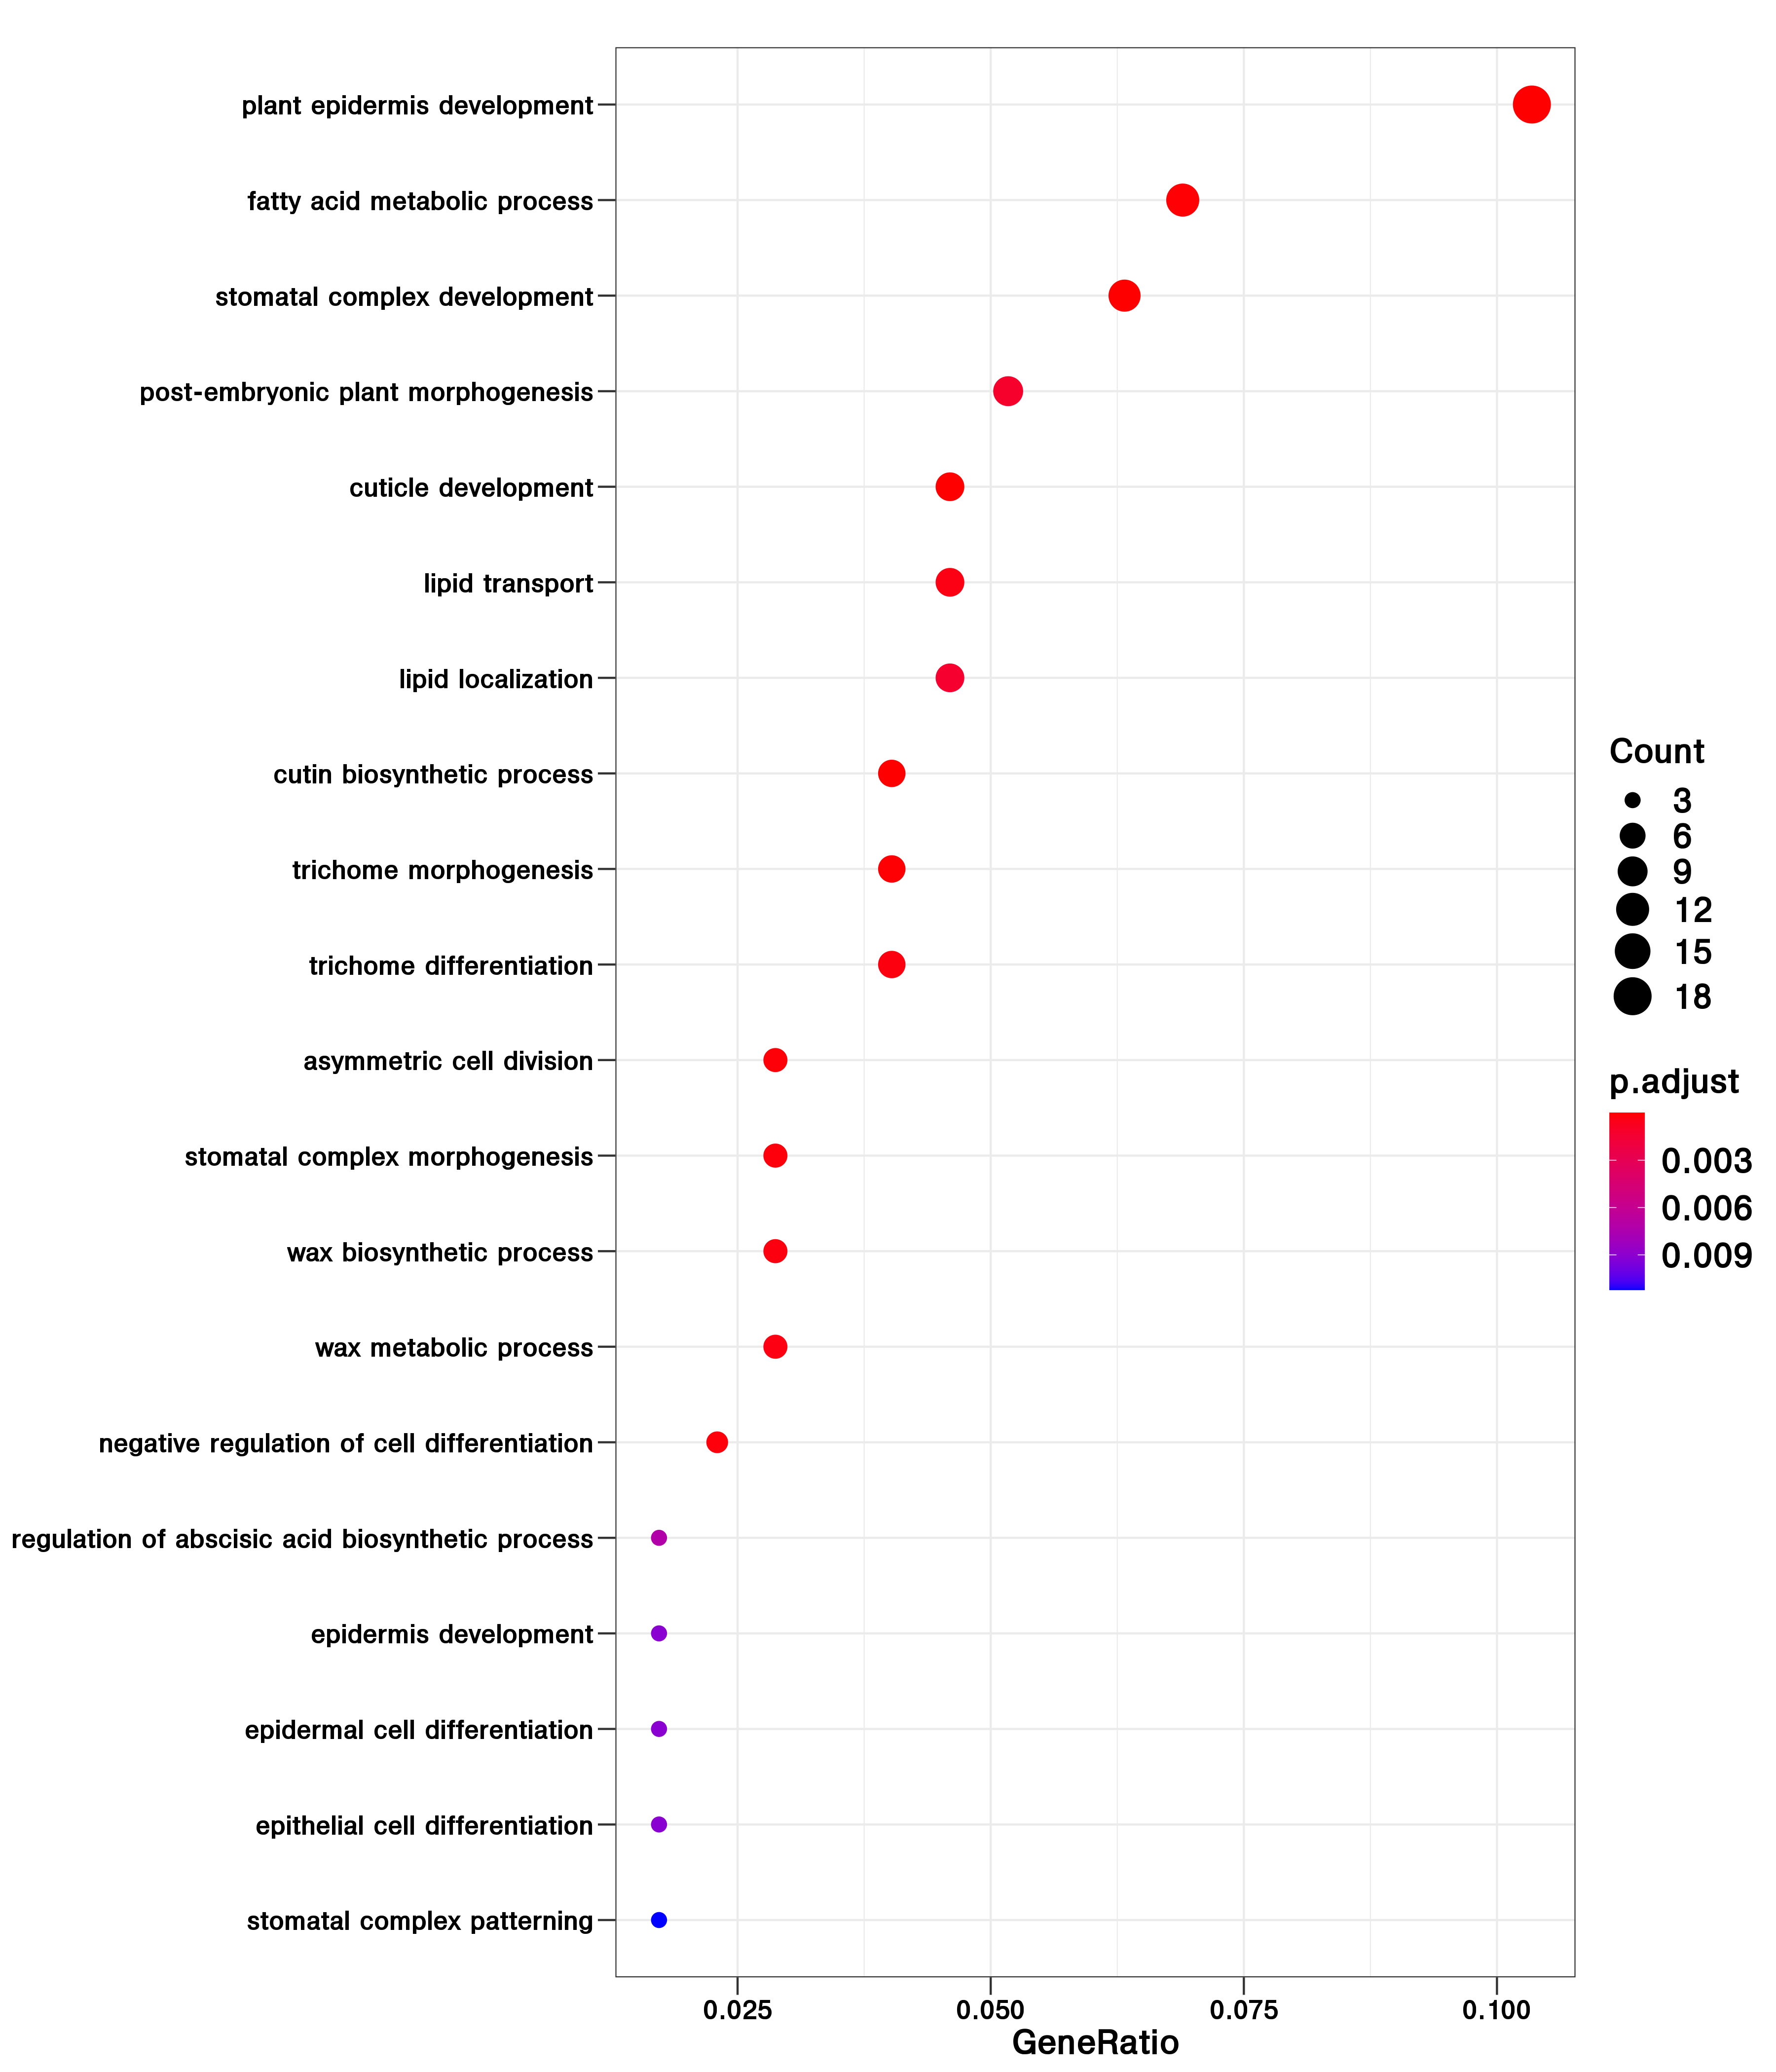 plant epidermis development
fatty acid metabolic process
stomatal complex development
post-embryonic plant morphogenesis
cuticle development
lipid transport
lipid localization
cutin biosynthetic process
trichome morphogenesis
trichome differentiation
asymmetric cell division
stomatal complex morphogenesis
wax biosynthetic process
wax metabolic process
negative regulation of cell differentiation
regulation of abscisic acid biosynthetic process
epidermis development
epidermal cell differentiation
epithelial cell differentiation
stomatal complex patterning
0.025 0.050 0.075 0.100
GeneRatio
Count
3
6
9
12
15
18
p.adjust
0.003
0.006
0.009